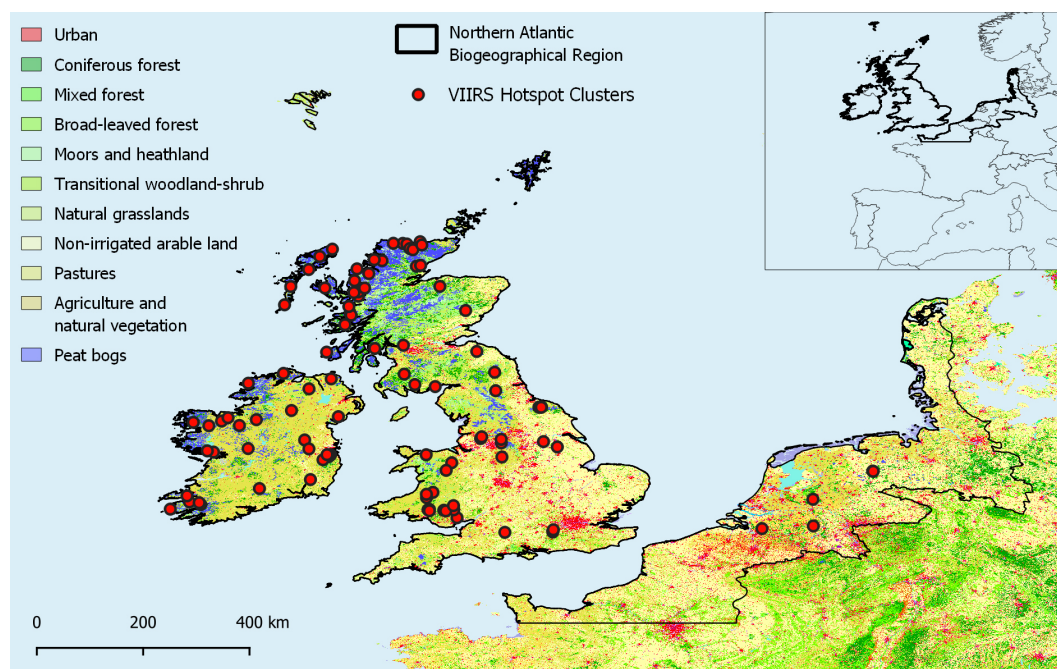 Urban
Coniferous forest
Mixed forest
Broad-leaved forest
Moors and heathland
Transitional woodland-shrub
Natural grasslands
Non-irrigated arable land
Pastures
Agriculture and
natural vegetation
Peat bogs
Northern Atlantic
Biogeographical Region
VIIRS Hotspot Clusters
0 200 400 km